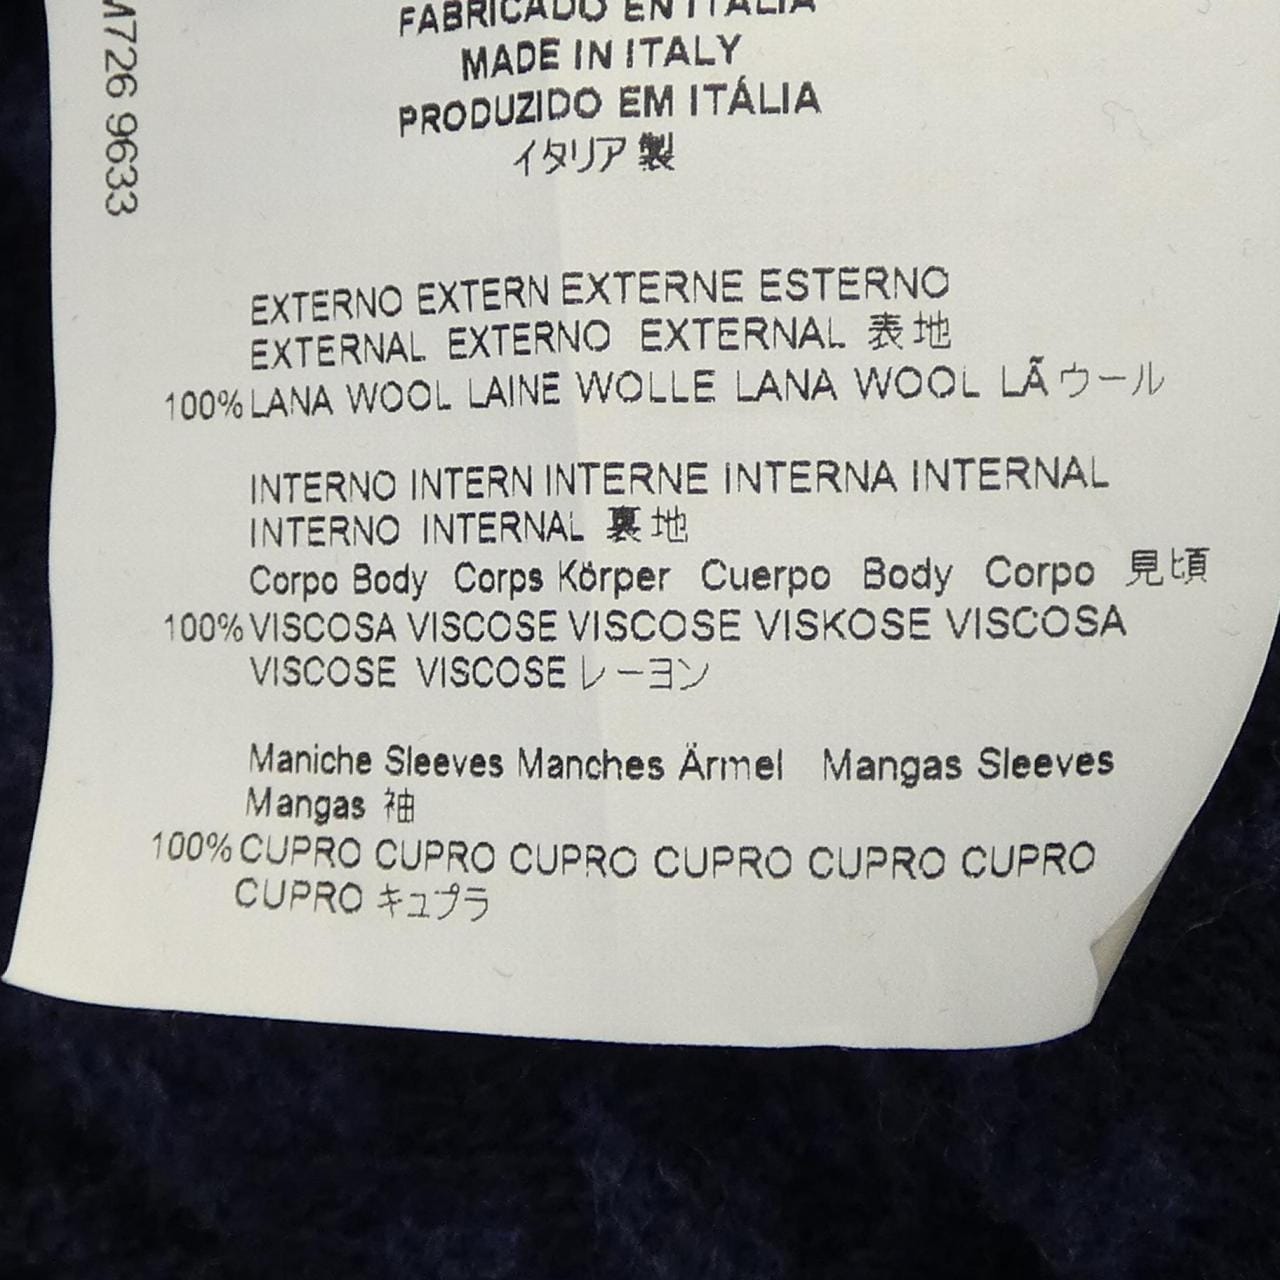 FABRICADO EN ITALIA
MADE IN ITALY
PRODUZIDO EM ITÁLIA
イタリア製
M726 9633
EXTERNO EXTERN EXTERNE ESTERNO
EXTERNAL EXTERNO EXTERNAL 表地
100% LANA WOOL LAINE WOLLE LANA WOOL LÃ ウール
INTERNO INTERN INTERNE INTERNA INTERNAL
INTERNO INTERNAL 裏地
Corpo Body Corps Körper Cuerpo Body Corpo 見頃
100% VISCOSA VISCOSE VISCOSE VISKOSE VISCOSA
VISCOSE VISCOSE レーヨン
Maniche Sleeves Manches Ärmel Mangas Sleeves
Mangas 袖
100% CUPRO CUPRO CUPRO CUPRO CUPRO CUPRO
CUPRO キュプラ